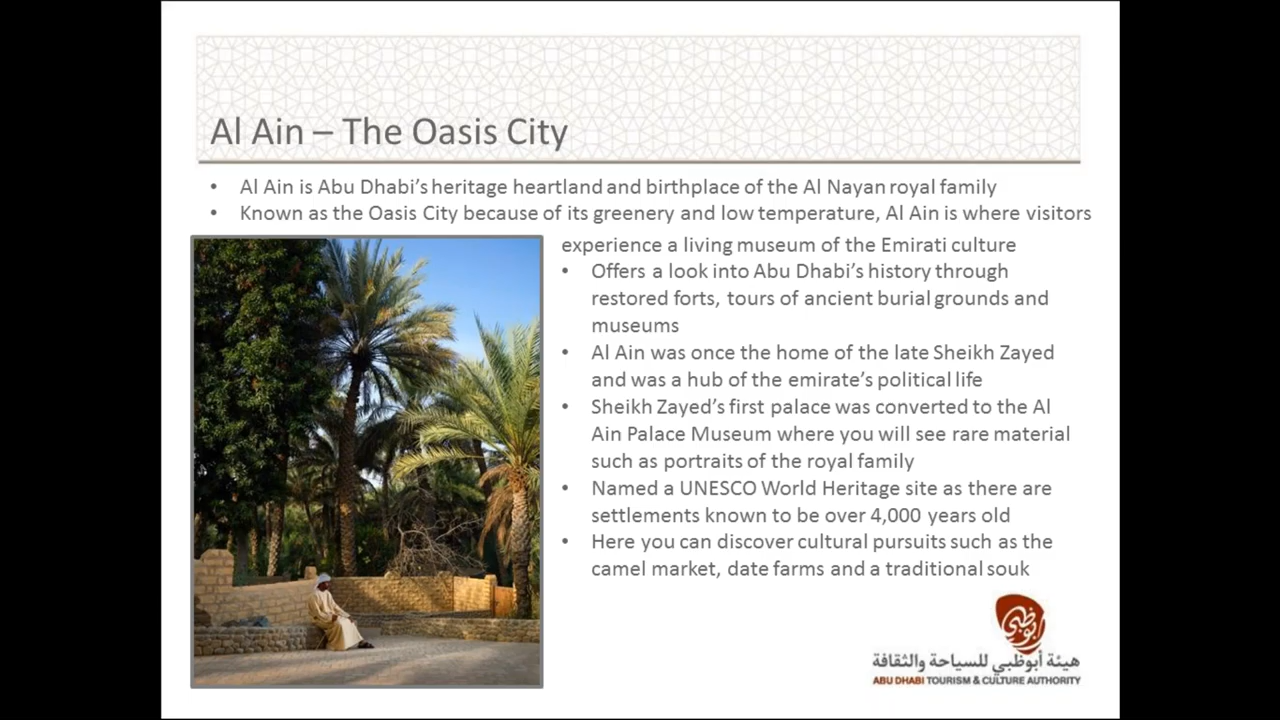 Al Ain – The Oasis City
• Al Ain is Abu Dhabi's heritage heartland and birthplace of the Al Nayan royal family
• Known as the Oasis City because of its greenery and low temperature, Al Ain is where visitors
experience a living museum of the Emirati culture
• Offers a look into Abu Dhabi's history through
restored forts, tours of ancient burial grounds and
museums
• Al Ain was once the home of the late Sheikh Zayed
and was a hub of the emirate's political life
• Sheikh Zayed's first palace was converted to the Al
Ain Palace Museum where you will see rare material
such as portraits of the royal family
• Named a UNESCO World Heritage site as there are
settlements known to be over 4,000 years old
• Here you can discover cultural pursuits such as the
camel market, date farms and a traditional souk
أبوظبي
هيئة أبوظبي للسياحة والثقافة
ABU DHABI TOURISM & CULTURE AUTHORITY